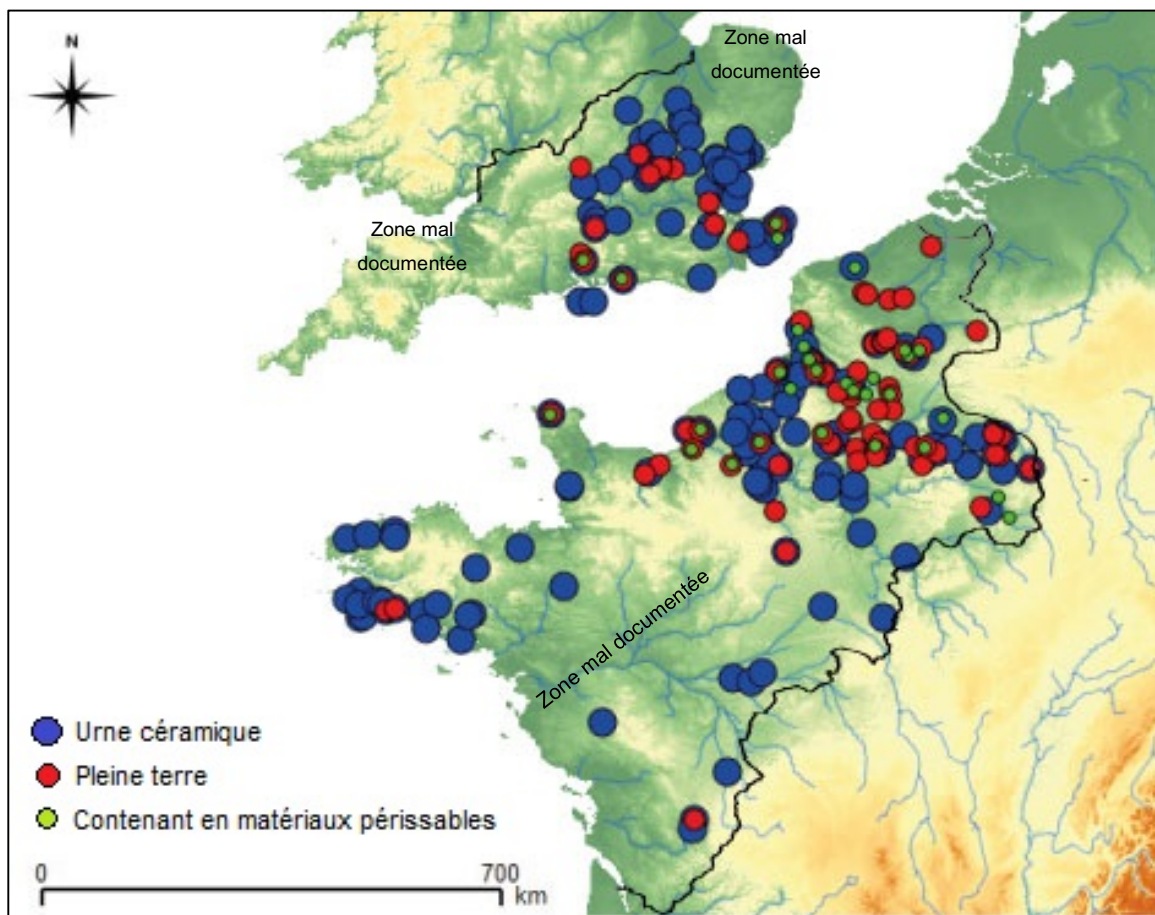 N
Zone mal
documentée
Zone mal
documentée
Zone mal documentée
Urne céramique
Pleine terre
Contenant en matériaux périssables
0 700
km